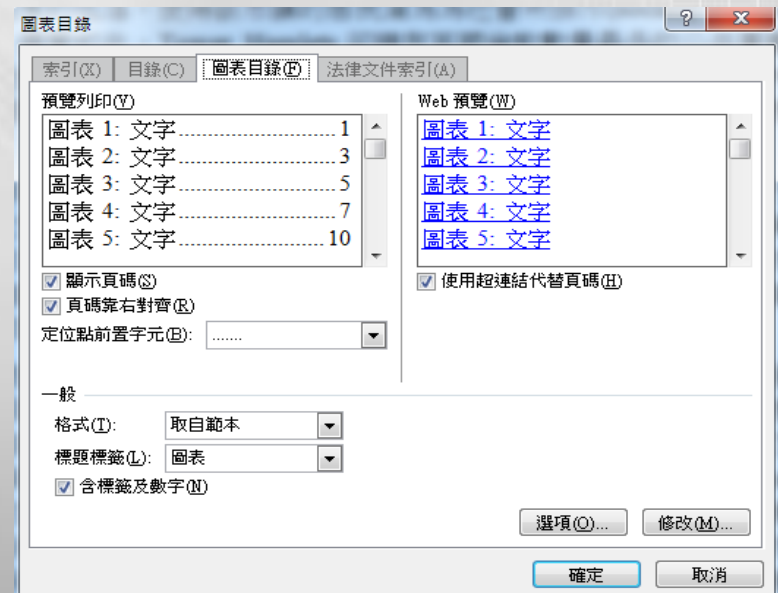 圖表目錄
索引(X) 目錄(C) 圖表目錄(F) 法律文件索引(A)
預覽列印(V)
圖表 1: 文字.............................1
圖表 2: 文字.............................3
圖表 3: 文字.............................5
圖表 4: 文字.............................7
圖表 5: 文字...........................10
Web 預覽(W)
圖表 1: 文字
圖表 2: 文字
圖表 3: 文字
圖表 4: 文字
圖表 5: 文字
顯示頁碼(S)
頁碼靠右對齊(R)
定位點前置字元(B): .......
使用超連結代替頁碼(H)
一般
格式(T): 取自範本
標題標籤(L): 圖表
含標籤及數字(N)
選項(O)... 修改(M)...
確定 取消